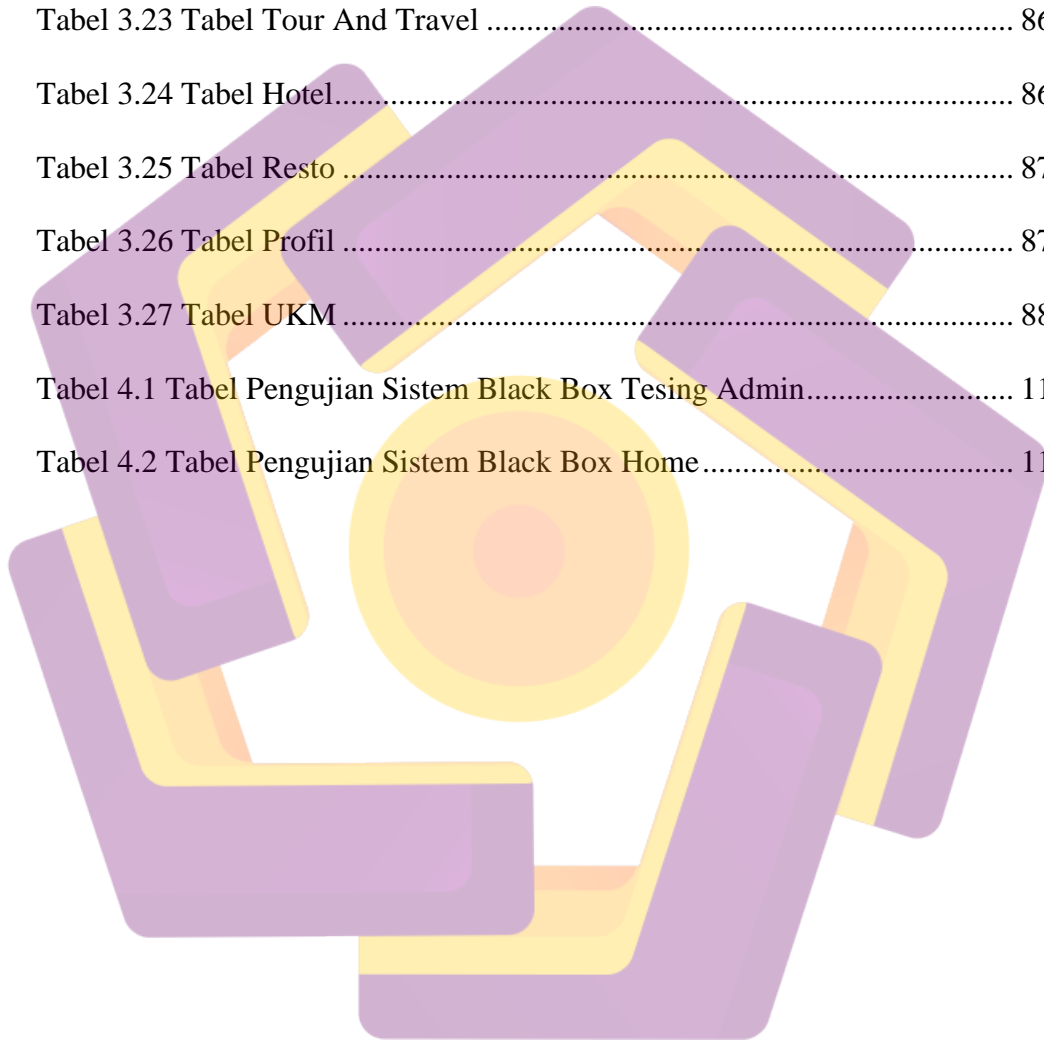 Tabel 3.23 Tabel Tour And Travel ................................................................ 86
Tabel 3.24 Tabel Hotel.................................................................................. 86
Tabel 3.25 Tabel Resto ................................................................................. 87
Tabel 3.26 Tabel Profil ................................................................................. 87
Tabel 3.27 Tabel UKM ................................................................................. 88
Tabel 4.1 Tabel Pengujian Sistem Black Box Tesing Admin......................... 11
Tabel 4.2 Tabel Pengujian Sistem Black Box Home...................................... 11